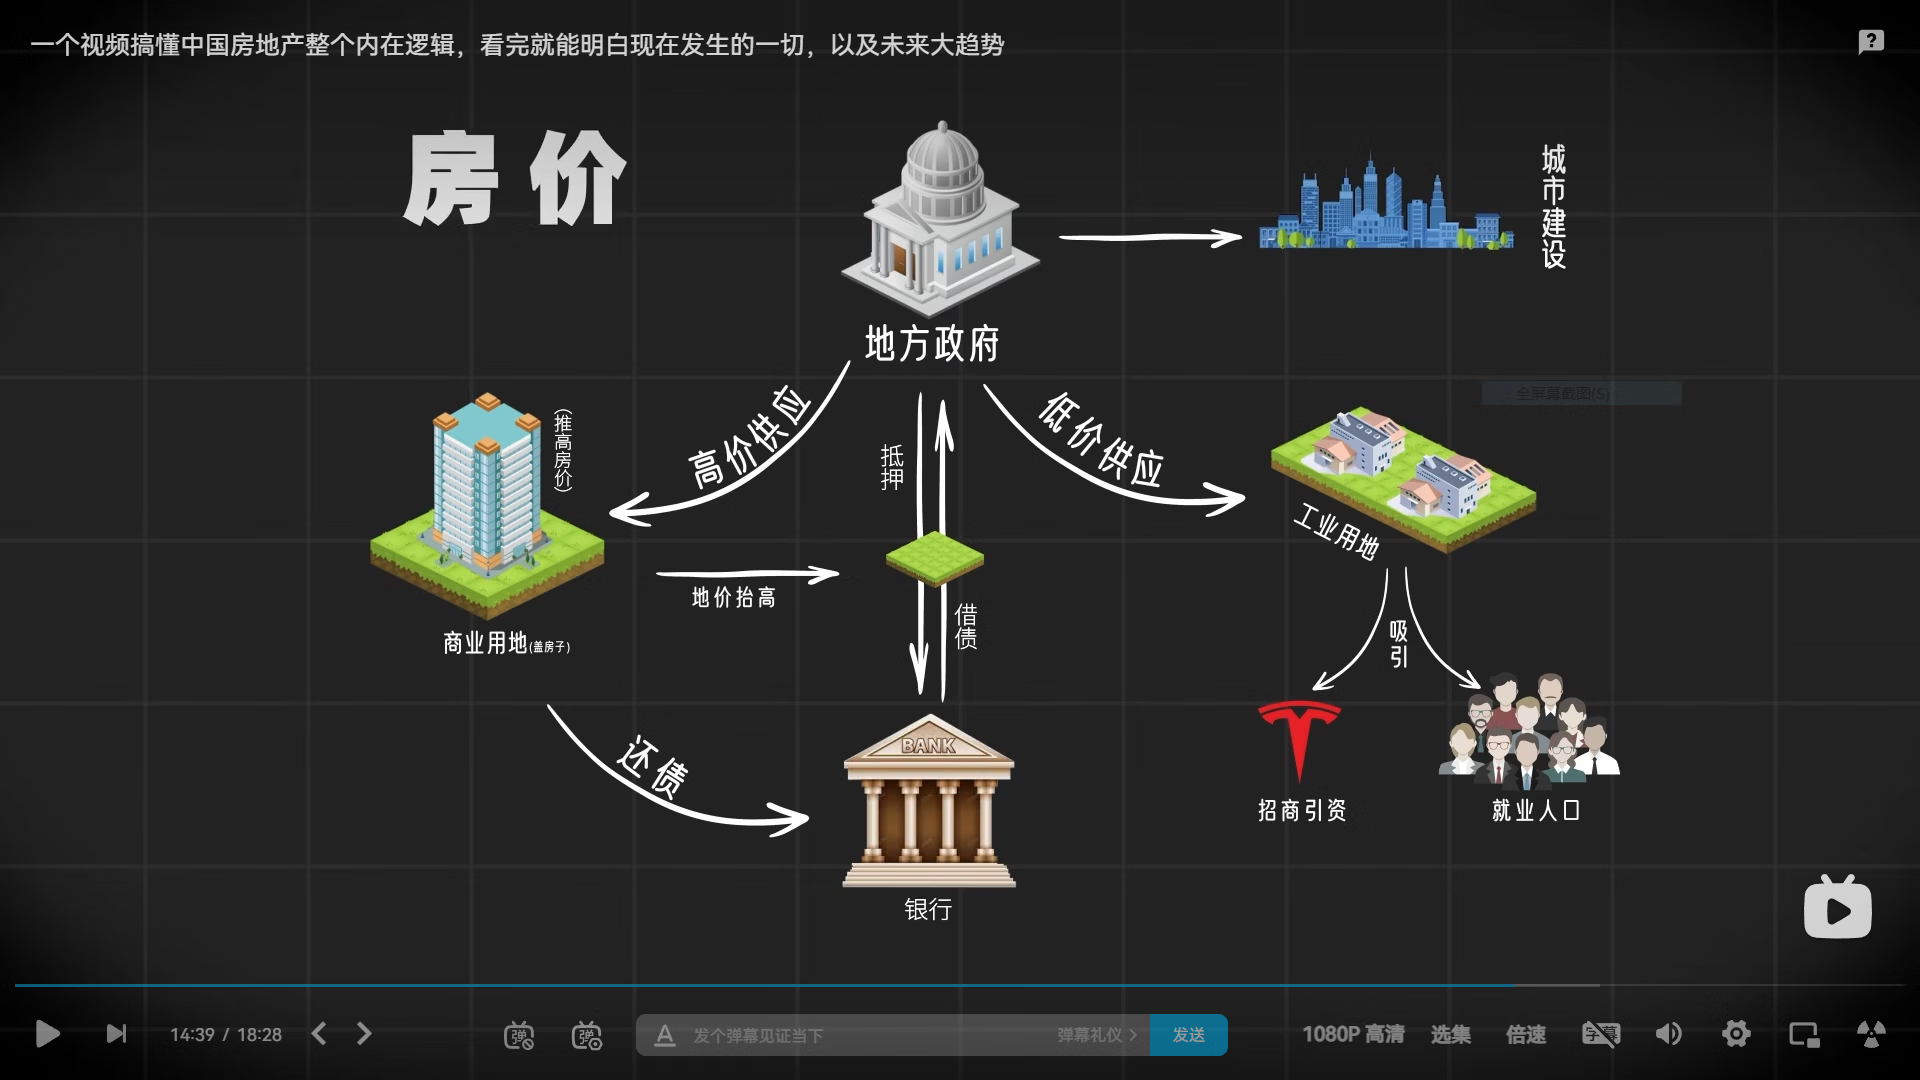 一个视频搞懂中国房地产整个内在逻辑，看完就能明白现在发生的一切，以及未来大趋势
房价
城市建设
地方政府
高价供应
低价供应
全屏幕截图(S)
(推高房价)
抵押
工业用地
地价抬高
借债
吸引
商业用地(盖房子)
还债
BANK
招商引资
就业人口
银行
14:39 / 18:28
弹
弹
A 发个弹幕见证当下
弹幕礼仪 >
发送
1080P 高清
选集
倍速
字幕